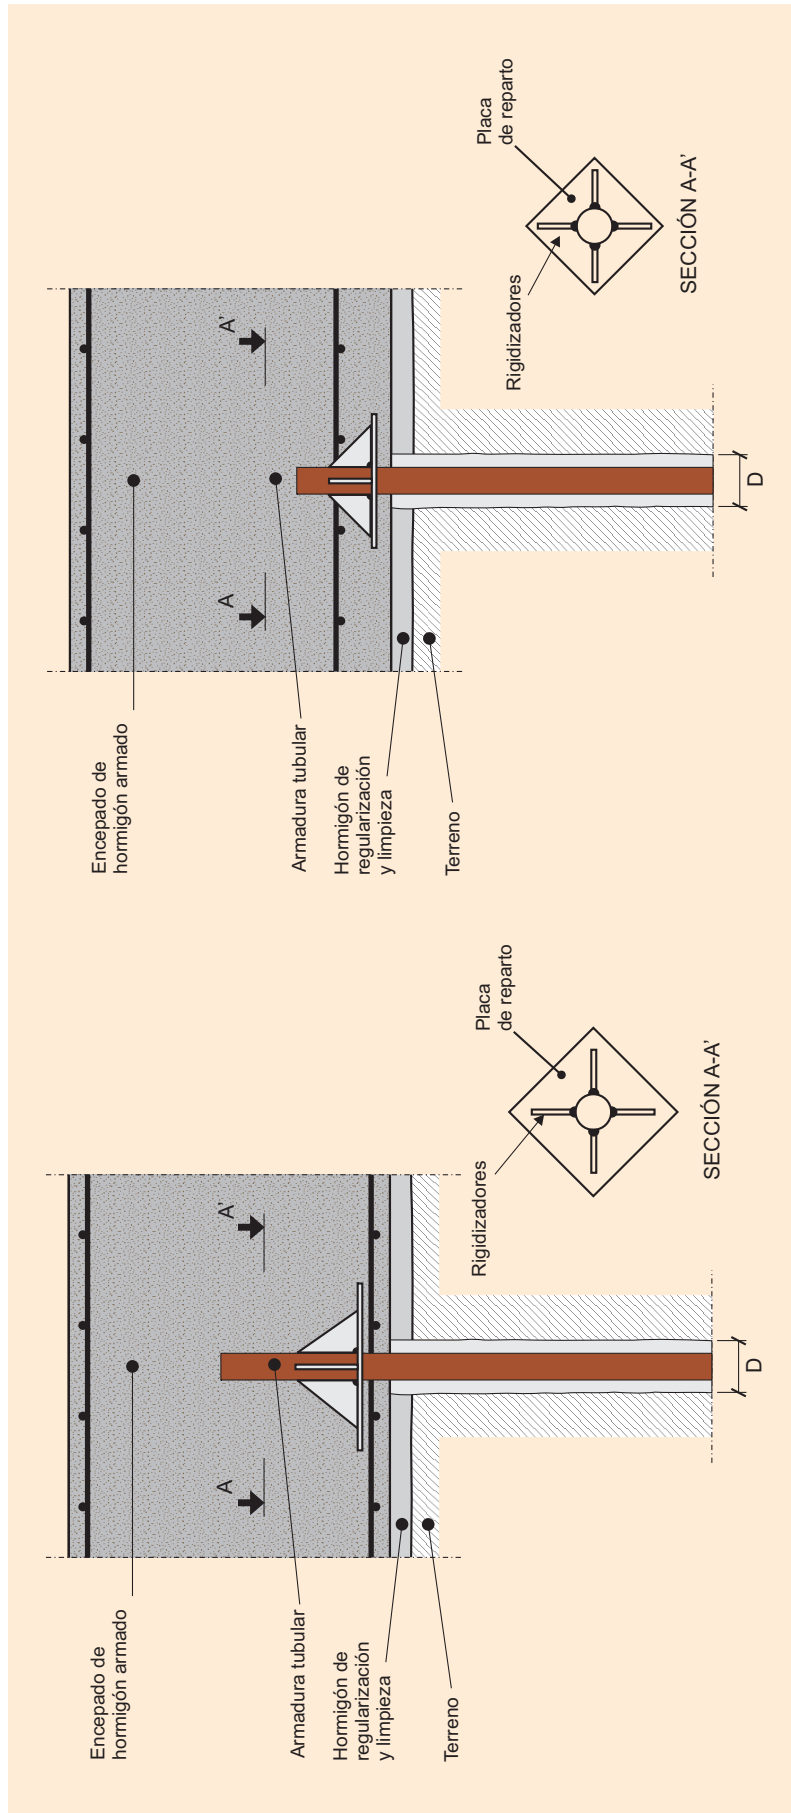 Encepado de
hormigón armado
Armadura tubular
Hormigón de
regularización
y limpieza
Terreno
A
A'
D
Rigidizadores
Placa
de reparto
SECCIÓN A-A'
Encepado de
hormigón armado
Armadura tubular
Hormigón de
regularización
y limpieza
Terreno
A
A'
D
Rigidizadores
Placa
de reparto
SECCIÓN A-A'